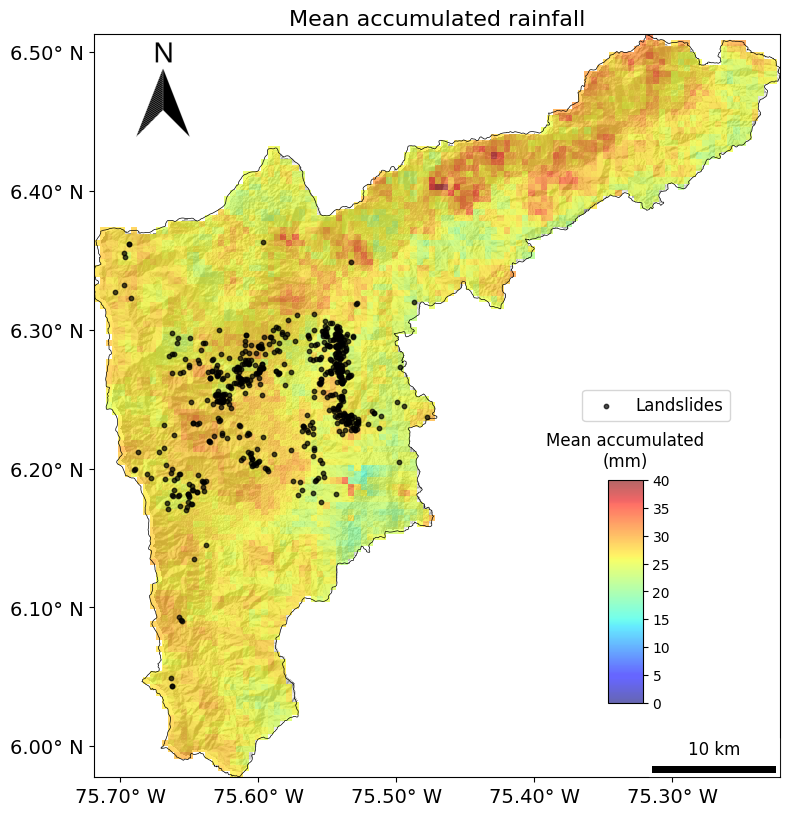 Mean accumulated rainfall
N
6.50° N
6.40° N
6.30° N
6.20° N
6.10° N
6.00° N
Landslides
Mean accumulated
(mm)
40
35
30
25
20
15
10
5
0
10 km
75.70° W 75.60° W 75.50° W 75.40° W 75.30° W